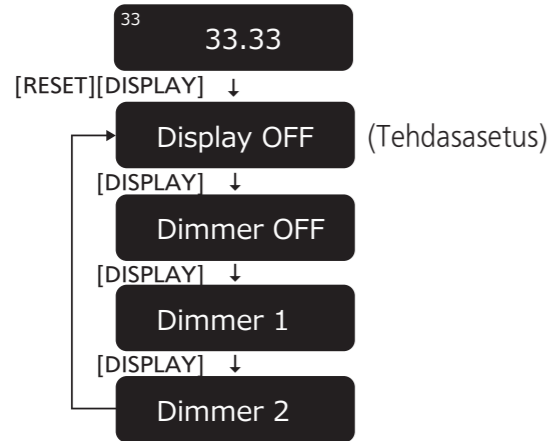 33
33.33
[RESET][DISPLAY] ↓
Display OFF (Tehdasasetus)
[DISPLAY] ↓
Dimmer OFF
[DISPLAY] ↓
Dimmer 1
[DISPLAY] ↓
Dimmer 2